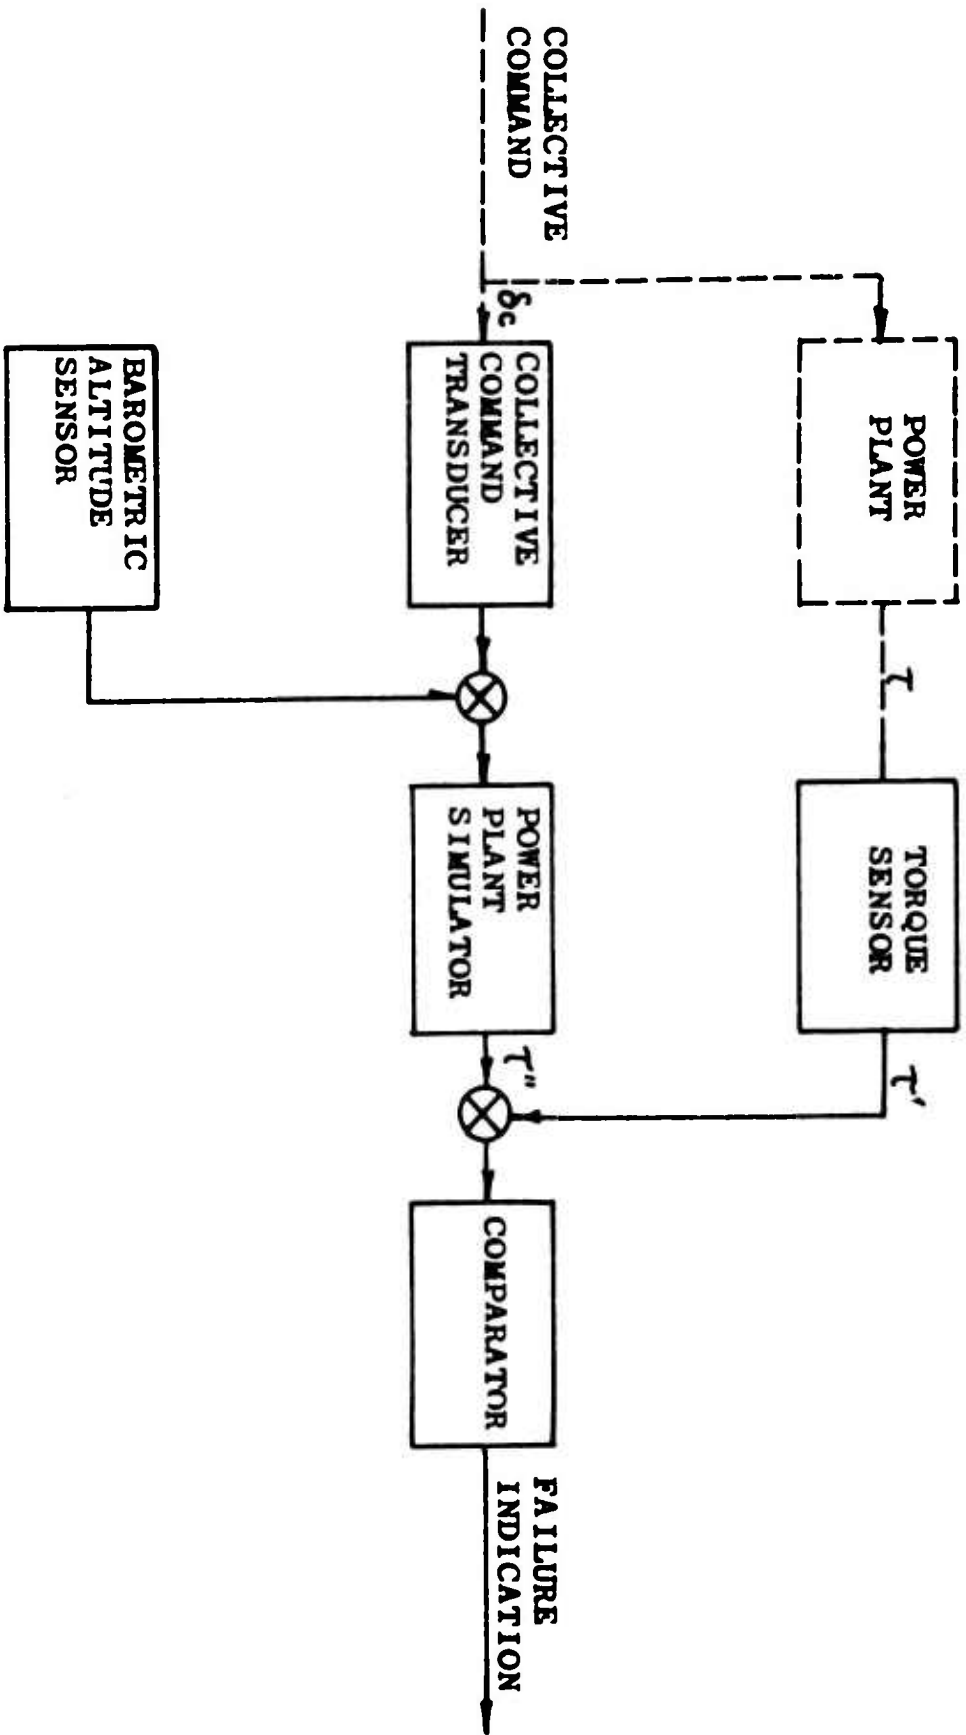 POWER
PLANT
τ
TORQUE
SENSOR
τ'
COLLECTIVE
COMMAND
δc
COLLECTIVE
COMMAND
TRANSDUCER
POWER
PLANT
SIMULATOR
τ"
COMPARATOR
FAILURE
INDICATION
BAROMETRIC
ALTITUDE
SENSOR